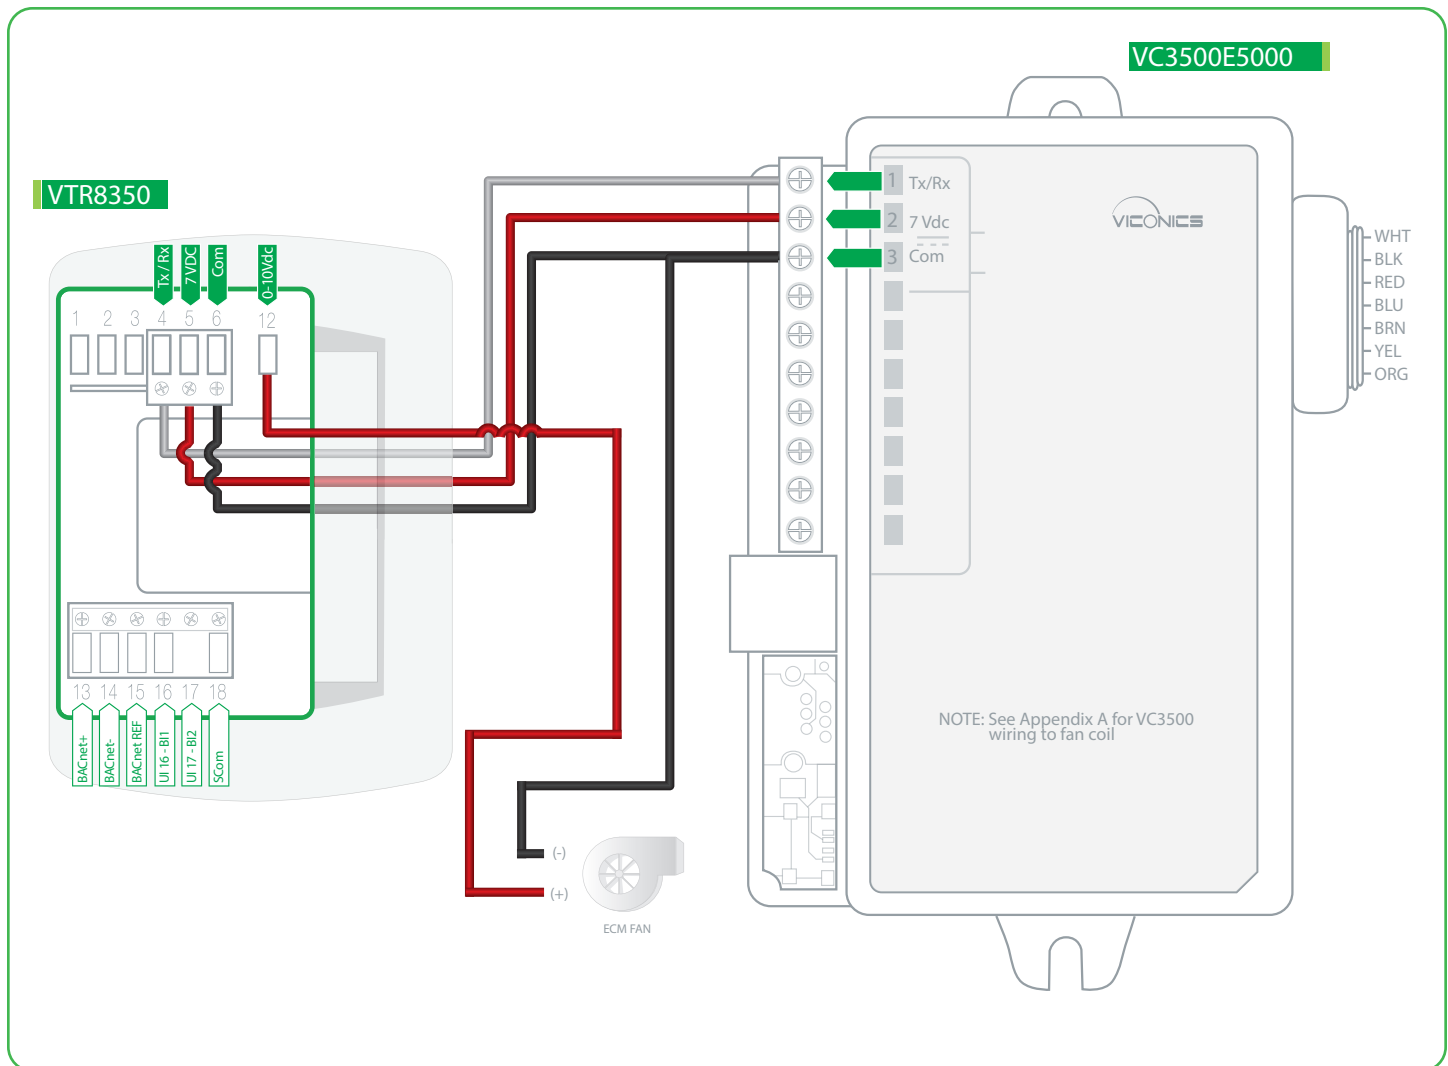 VC3500E5000
VTR8350
Tx / Rx
7 VDC
Com
0-10Vdc
1 2 3 4 5 6 12
1 Tx/Rx
2 7 Vdc
3 Com
VICONICS
WHT
BLK
RED
BLU
BRN
YEL
ORG
13 14 15 16 17 18
BACnet+
BACnet-
BACnet REF
UI 16 - BI1
UI 17 - BI2
SCom
NOTE: See Appendix A for VC3500
wiring to fan coil
(-)
(+)
ECM FAN